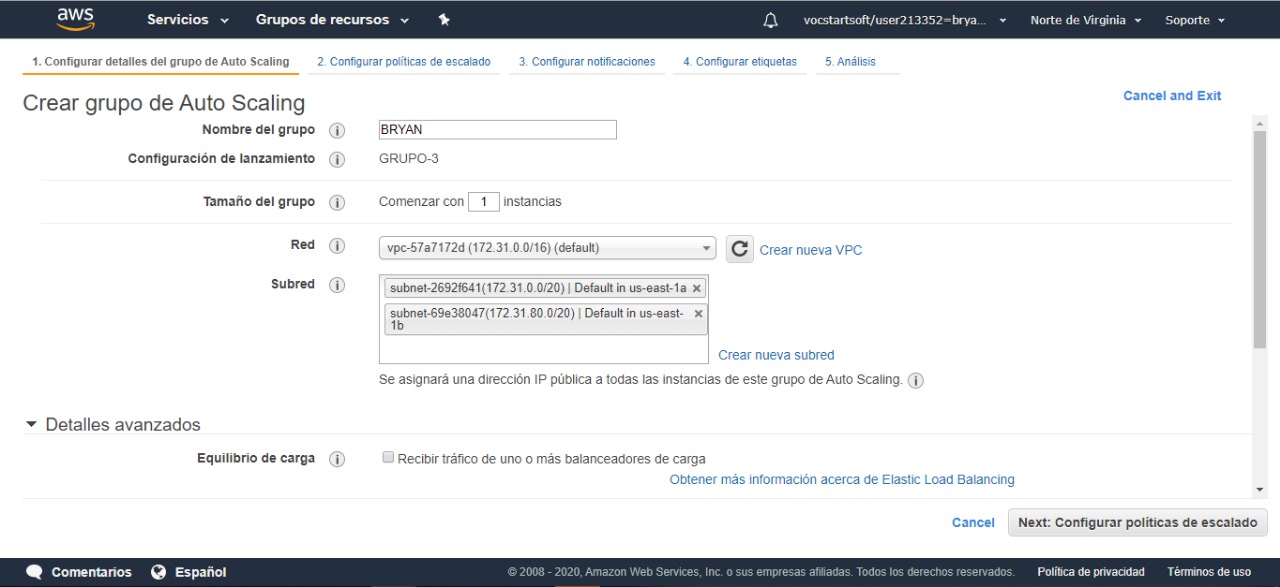 aws Servicios Grupos de recursos vocstartsoft/user213352=brya... Norte de Virginia Soporte
1. Configurar detalles del grupo de Auto Scaling 2. Configurar políticas de escalado 3. Configurar notificaciones 4. Configurar etiquetas 5. Análisis
Crear grupo de Auto Scaling Cancel and Exit
Nombre del grupo i BRYAN
Configuración de lanzamiento i GRUPO-3
Tamaño del grupo i Comenzar con 1 instancias
Red i vpc-57a7172d (172.31.0.0/16) (default) Crear nueva VPC
Subred i subnet-2692f641(172.31.0.0/20) | Default in us-east-1a ×
subnet-69e38047(172.31.80.0/20) | Default in us-east- ×
1b
Crear nueva subred
Se asignará una dirección IP pública a todas las instancias de este grupo de Auto Scaling. i
Detalles avanzados
Equilibrio de carga i Recibir tráfico de uno o más balanceadores de carga
Obtener más información acerca de Elastic Load Balancing
Cancel Next: Configurar políticas de escalado
Comentarios Español © 2008 - 2020, Amazon Web Services, Inc. o sus empresas afiliadas. Todos los derechos reservados. Política de privacidad Términos de uso